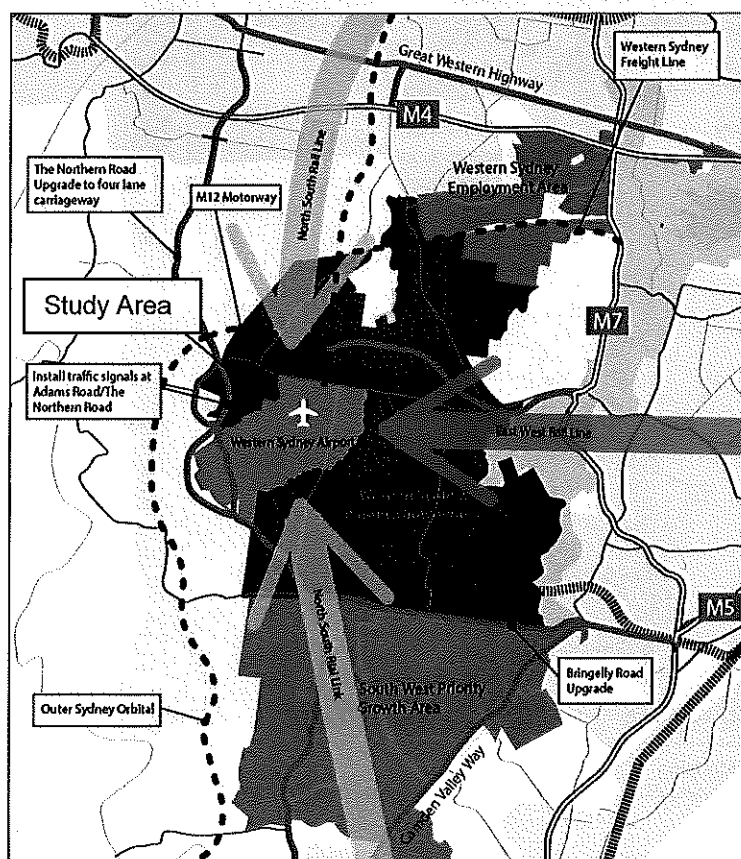 Western Sydney
Freight Line
Great Western Highway
M4
The Northern Road
Upgrade to four lane
carriageway
M12 Motorway
North South Rail Line
Western Sydney
Employment Area
Study Area
M7
Install traffic signals at
Adams Road/The
Northern Road
Western Sydney Airport
East West Rail Line
North South Rail Link
M5
Bringelly Road
Upgrade
South West Priority
Growth Area
Outer Sydney Orbital
Camden Valley Way